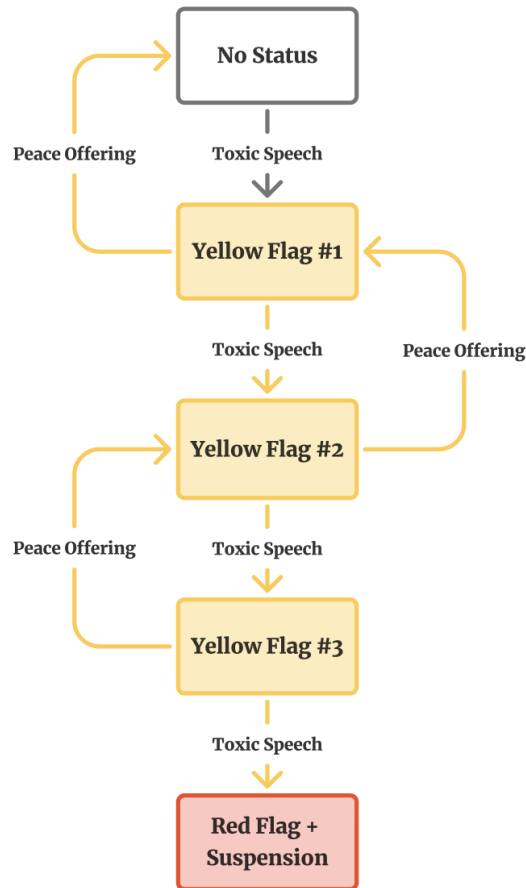 No Status
Peace Offering
Toxic Speech
Yellow Flag #1
Toxic Speech
Peace Offering
Yellow Flag #2
Peace Offering
Toxic Speech
Yellow Flag #3
Toxic Speech
Red Flag +
Suspension